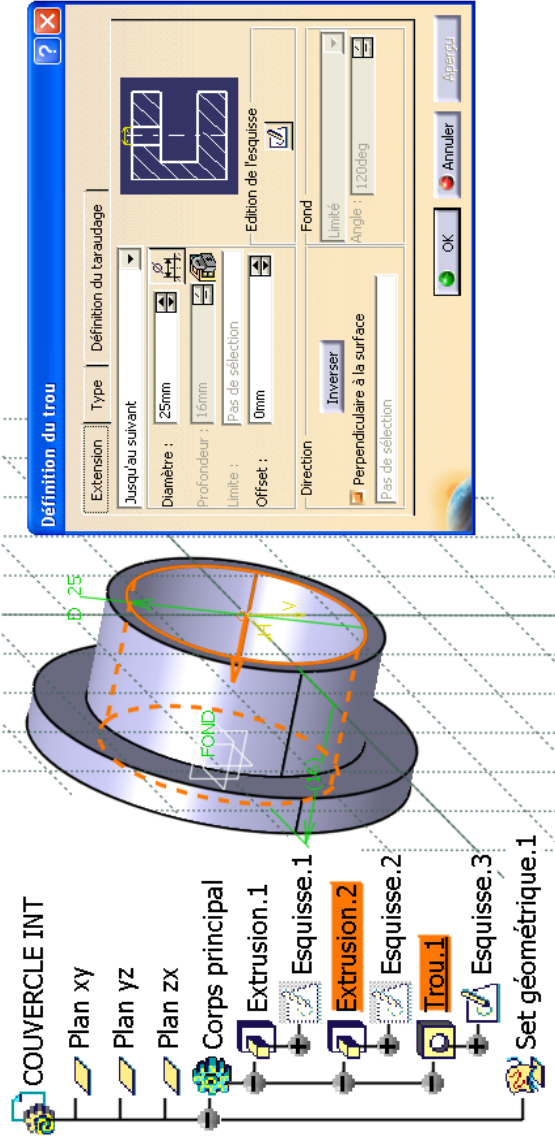 COUVERCLE INT
Plan xy
Plan yz
Plan zx
Corps principal
Extrusion.1
Esquisse.1
Extrusion.2
Esquisse.2
Trou.1
Esquisse.3
Set géométrique.1
D 25
H
V
FOND
(16)
Définition du trou
?
Extension
Type
Définition du taraudage
Jusqu'au suivant
Diamètre : 25mm
Profondeur : 16mm
Limite : Pas de sélection
Offset : 0mm
Edition de l'esquisse
Direction
Inverser
Perpendiculaire à la surface
Pas de sélection
Fond
Limité
Angle : 120deg
OK
Annuler
Aperçu